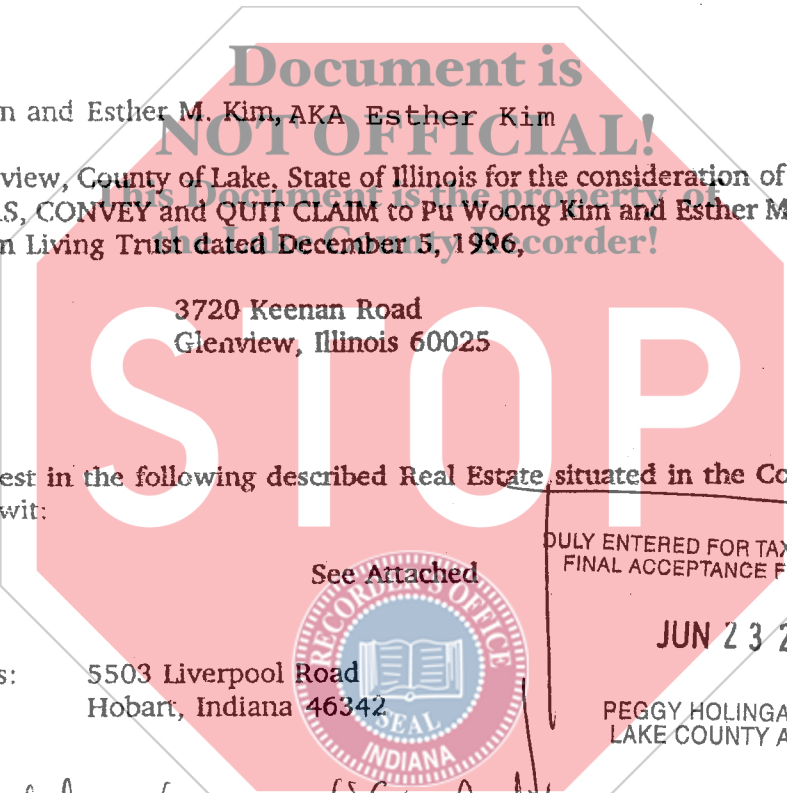 Document is
n and Esther M. Kim, AKA Esther Kim
NOT OFFICIAL!
view, County of Lake, State of Illinois for the consideration of
This Document is the property of
RS, CONVEY and QUIT CLAIM to Pu Woong Kim and Esther M
the Lake County Recorder!
n Living Trust dated December 5, 1996,
3720 Keenan Road
Glenview, Illinois 60025
STOP
est in the following described Real Estate situated in the Co
wit:
DULY ENTERED FOR TAX
FINAL ACCEPTANCE F
See Attached
RECORDER'S OFFICE
JUN 23 2
s: 5503 Liverpool Road
Hobart, Indiana 46342
SEAL
INDIANA
PEGGY HOLINGA
LAKE COUNTY A